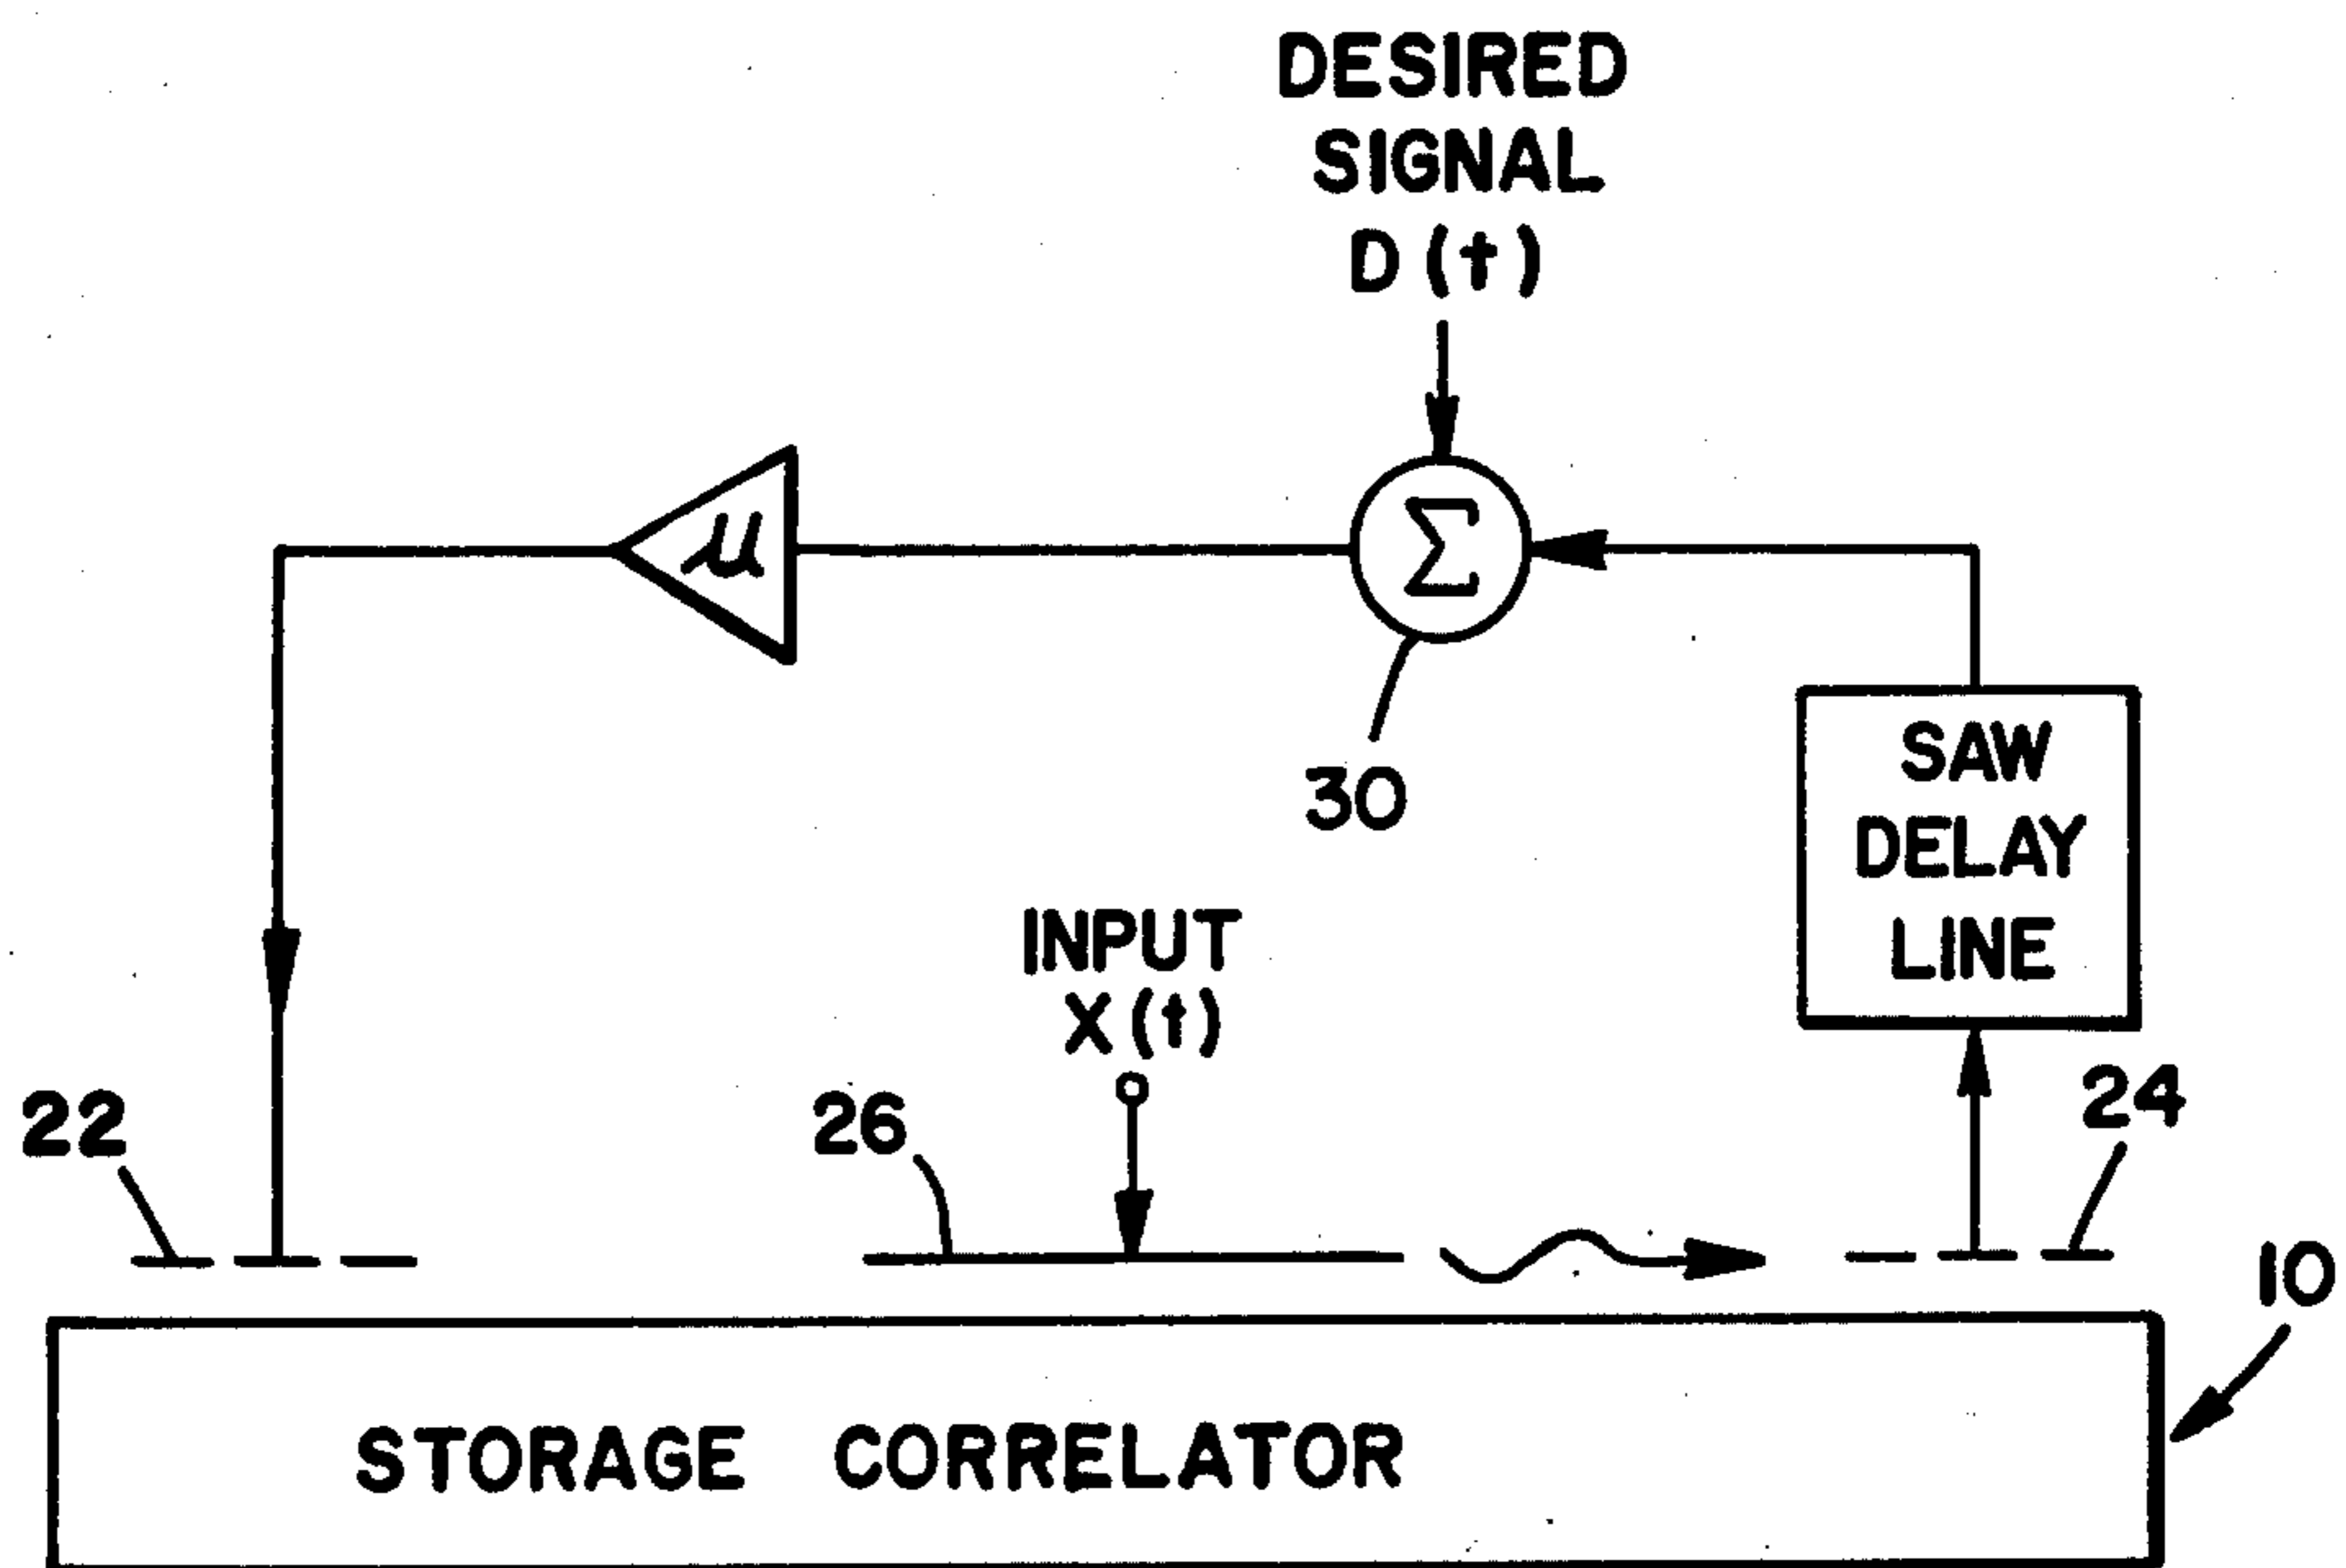 DESIRED
SIGNAL
D (t)
Σ
μ
30
SAW
DELAY
LINE
INPUT
X (t)
22
26
24
10
STORAGE CORRELATOR